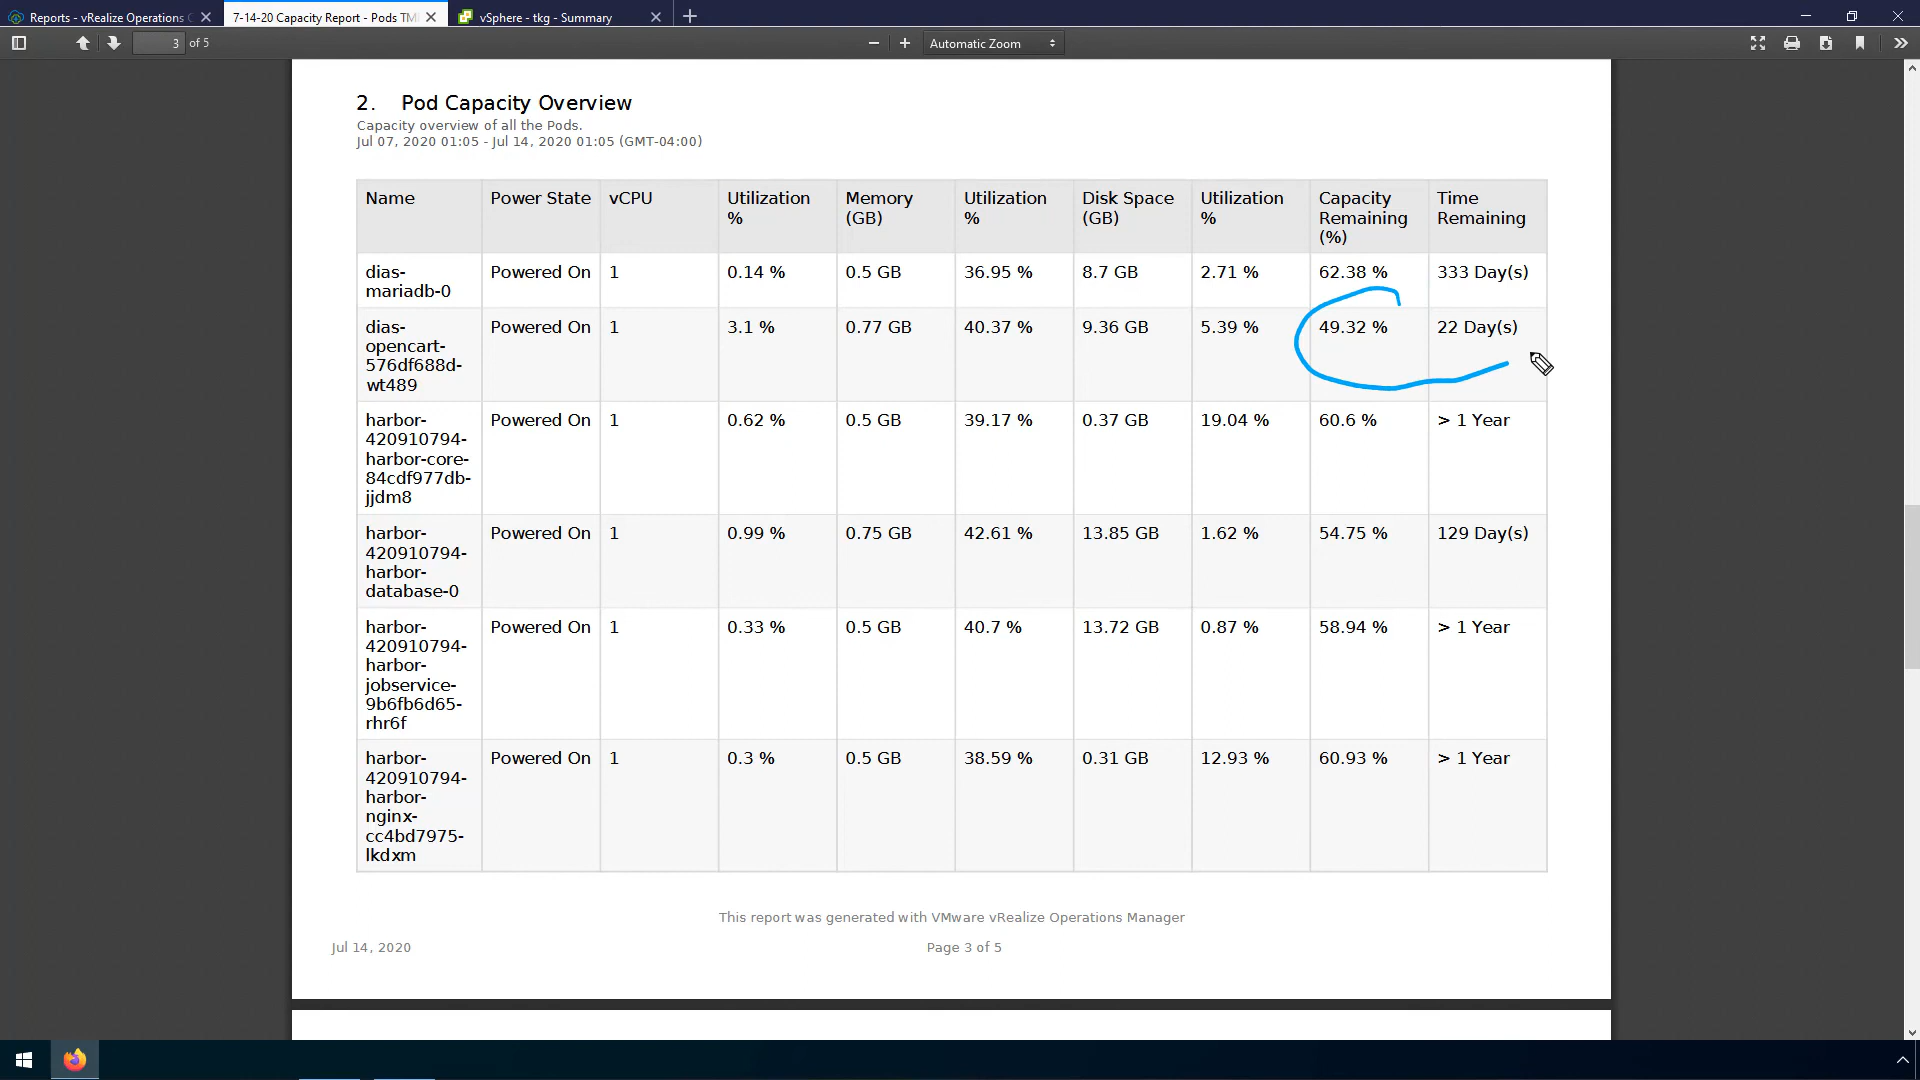 Reports - vRealize Operations
7-14-20 Capacity Report - Pods TM
vSphere - tkg - Summary
3 of 5
Automatic Zoom
2. Pod Capacity Overview
Capacity overview of all the Pods.
Jul 07, 2020 01:05 - Jul 14, 2020 01:05 (GMT-04:00)
Name Power State vCPU Utilization % Memory (GB) Utilization % Disk Space (GB) Utilization % Capacity Remaining (%) Time Remaining
dias-mariadb-0 Powered On 1 0.14 % 0.5 GB 36.95 % 8.7 GB 2.71 % 62.38 % 333 Day(s)
dias-opencart-576df688d-wt489 Powered On 1 3.1 % 0.77 GB 40.37 % 9.36 GB 5.39 % 49.32 % 22 Day(s)
harbor-420910794-harbor-core-84cdf977db-jjdm8 Powered On 1 0.62 % 0.5 GB 39.17 % 0.37 GB 19.04 % 60.6 % > 1 Year
harbor-420910794-harbor-database-0 Powered On 1 0.99 % 0.75 GB 42.61 % 13.85 GB 1.62 % 54.75 % 129 Day(s)
harbor-420910794-harbor-jobservice-9b6fb6d65-rhr6f Powered On 1 0.33 % 0.5 GB 40.7 % 13.72 GB 0.87 % 58.94 % > 1 Year
harbor-420910794-harbor-nginx-cc4bd7975-lkdxm Powered On 1 0.3 % 0.5 GB 38.59 % 0.31 GB 12.93 % 60.93 % > 1 Year
This report was generated with VMware vRealize Operations Manager
Jul 14, 2020 Page 3 of 5